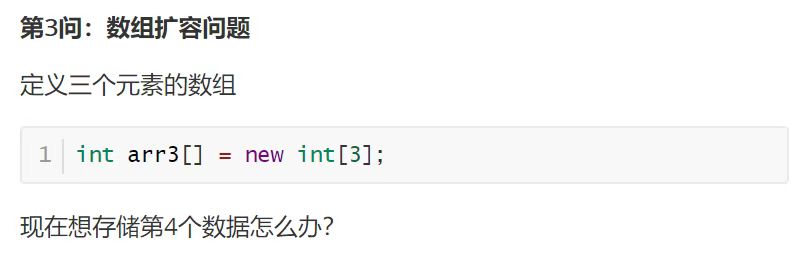 第3问：数组扩容问题
定义三个元素的数组
1 int arr3[] = new int[3];
现在想存储第4个数据怎么办？